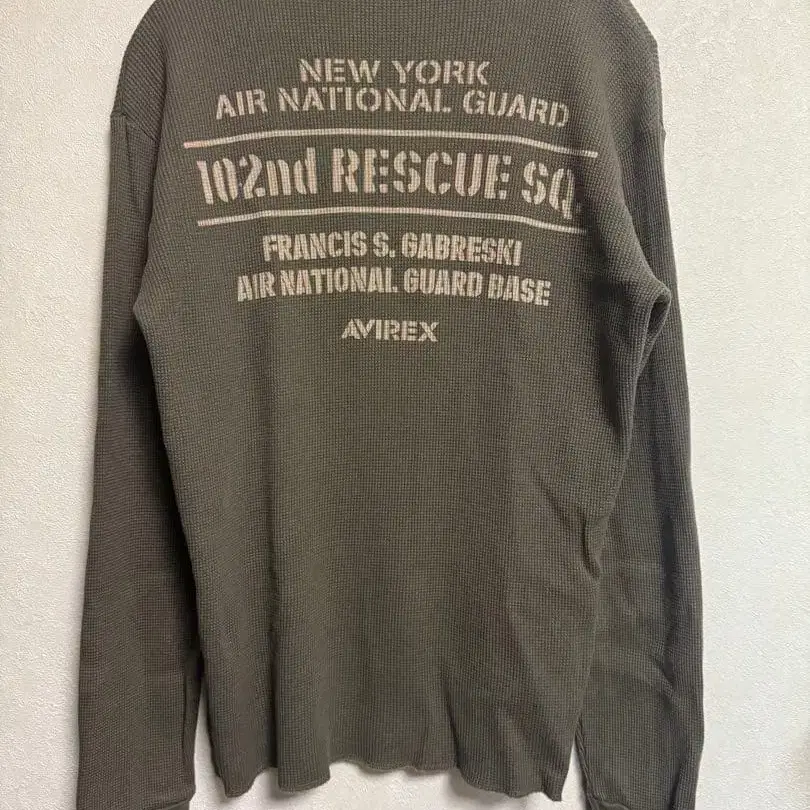 NEW YORK
AIR NATIONAL GUARD
102nd RESCUE SQ.
FRANCIS S. GABRESKI
AIR NATIONAL GUARD BASE
AVIREX